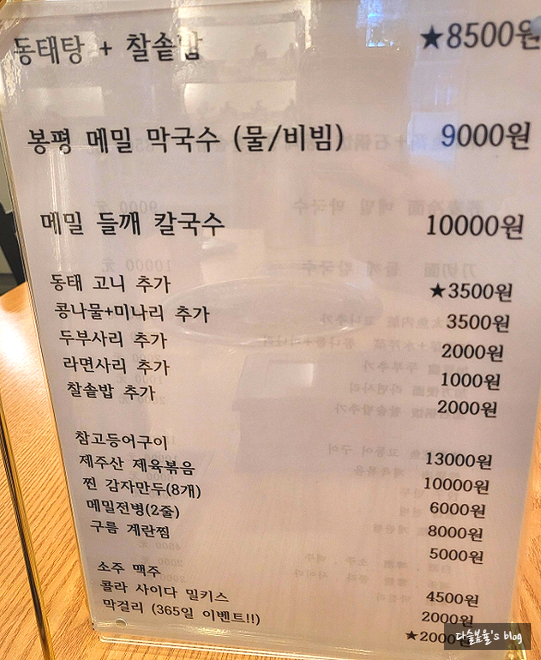 동태탕 + 찰솥밥 ★8500원
봉평 메밀 막국수 (물/비빔) 9000원
메밀 들깨 칼국수 10000원
동태 고니 추가 ★3500원
콩나물+미나리 추가 3500원
두부사리 추가 2000원
라면사리 추가 1000원
찰솥밥 추가 2000원
참고등어구이 13000원
제주산 제육볶음 10000원
찐 감자만두(8개) 6000원
메밀전병(2줄) 8000원
구름 계란찜 5000원
소주 맥주 4500원
콜라 사이다 밀키스 2000원
막걸리 (365일 이벤트!!) ★2000원
's blog